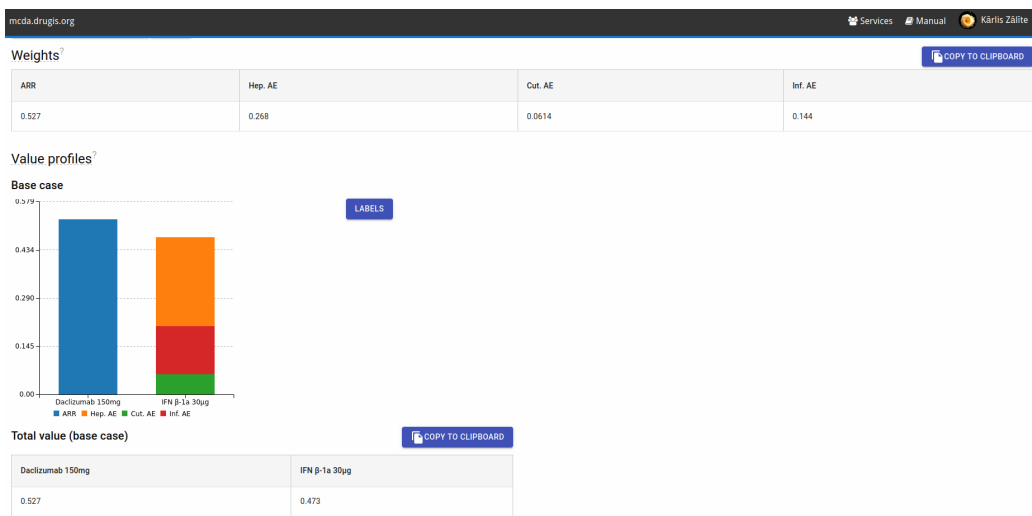 mcda.drugis.org Services Manual Kārlis Zālīte
Weights? COPY TO CLIPBOARD
ARR Hep. AE Cut. AE Inf. AE
0.527 0.268 0.0614 0.144
Value profiles?
Base case
LABELS
0.579
0.434
0.290
0.145
0.00
Daclizumab 150mg IFN β-1a 30μg
ARR Hep. AE Cut. AE Inf. AE
Total value (base case) COPY TO CLIPBOARD
Daclizumab 150mg IFN β-1a 30μg
0.527 0.473